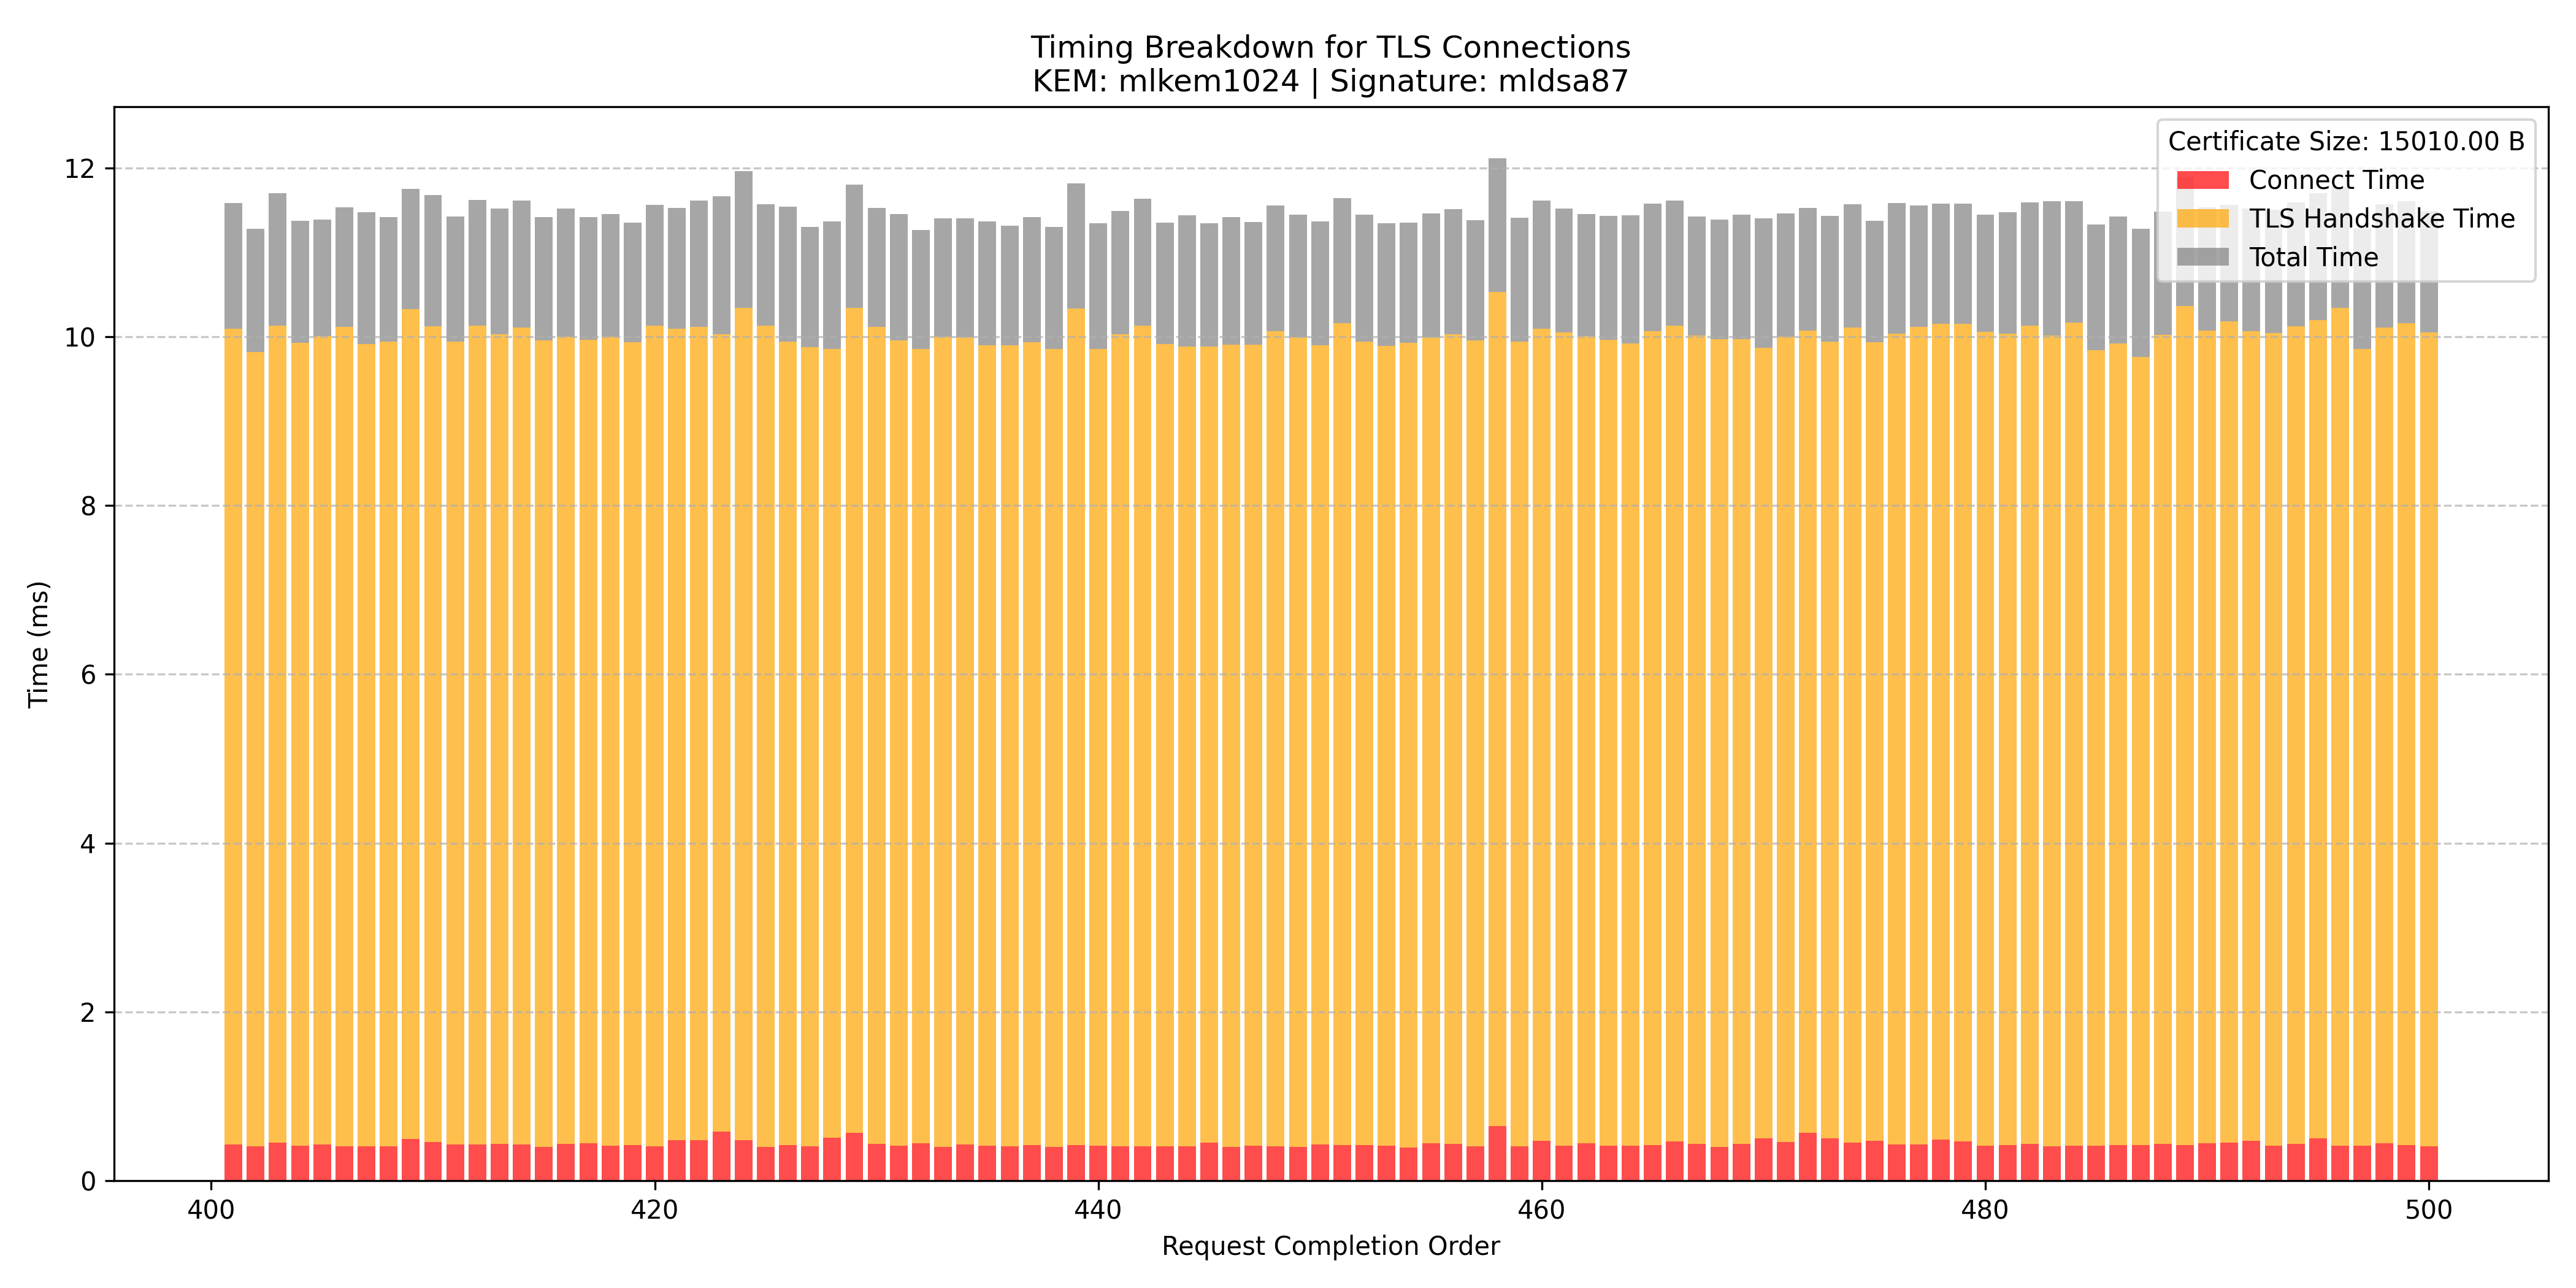 Timing Breakdown for TLS Connections
KEM: mlkem1024 | Signature: mldsa87
Certificate Size: 15010.00 B
Connect Time
TLS Handshake Time
Total Time
Time (ms)
12
10
8
6
4
2
0
400 420 440 460 480 500
Request Completion Order